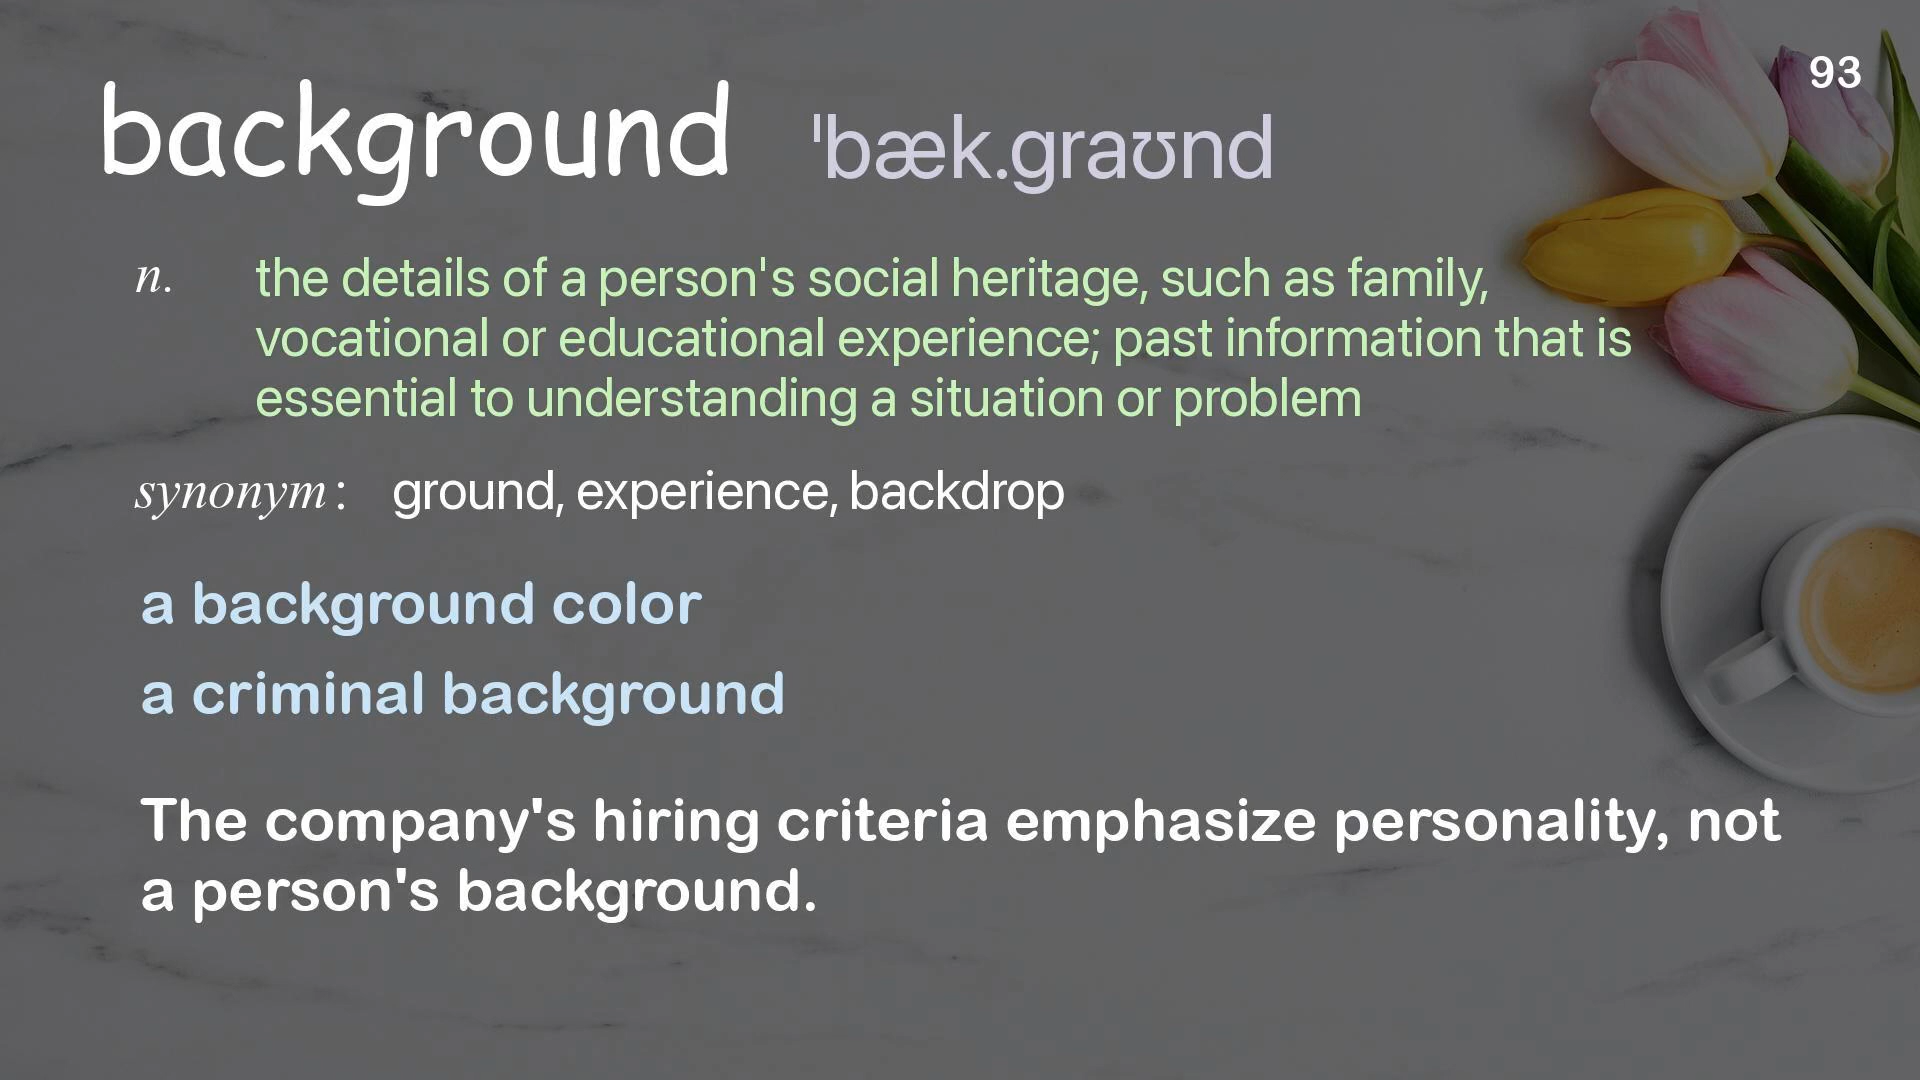 93
background ˈbæk.graʊnd
n. the details of a person's social heritage, such as family,
vocational or educational experience; past information that is
essential to understanding a situation or problem
synonym: ground, experience, backdrop
a background color
a criminal background
The company's hiring criteria emphasize personality, not
a person's background.